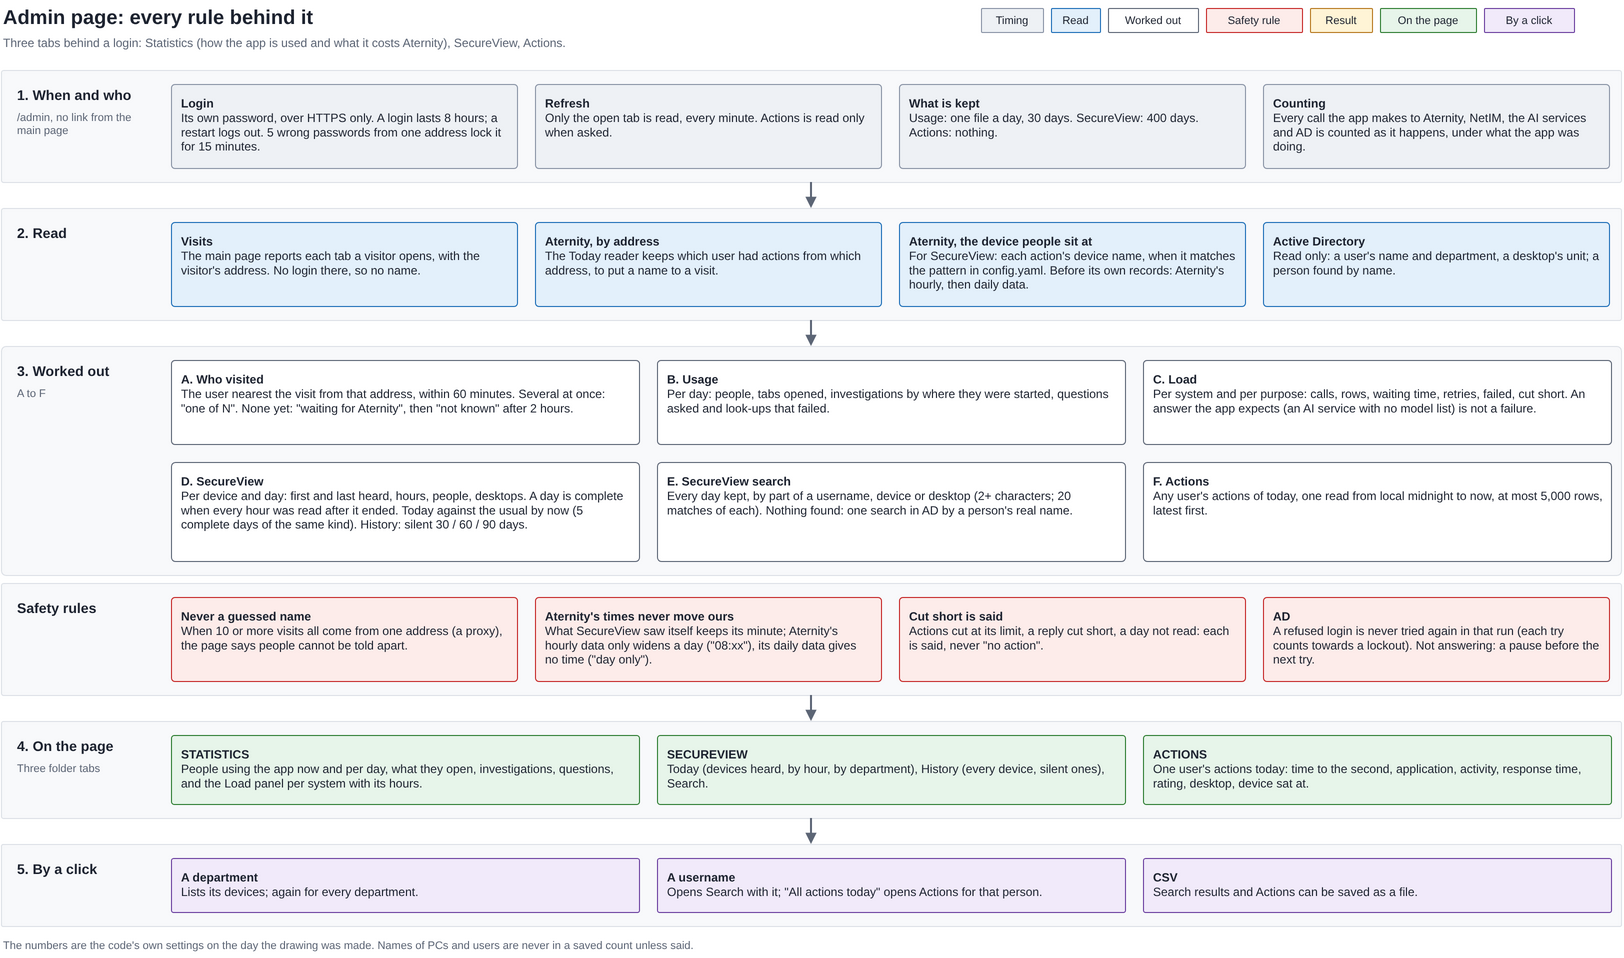 Admin page: every rule behind it
Three tabs behind a login: Statistics (how the app is used and what it costs Aternity), SecureView, Actions.
Timing
Read
Worked out
Safety rule
Result
On the page
By a click
1. When and who
/admin, no link from the
main page
Login
Its own password, over HTTPS only. A login lasts 8 hours; a
restart logs out. 5 wrong passwords from one address lock it
for 15 minutes.
Refresh
Only the open tab is read, every minute. Actions is read only
when asked.
What is kept
Usage: one file a day, 30 days. SecureView: 400 days.
Actions: nothing.
Counting
Every call the app makes to Aternity, NetIM, the AI services
and AD is counted as it happens, under what the app was
doing.
2. Read
Visits
The main page reports each tab a visitor opens, with the
visitor's address. No login there, so no name.
Aternity, by address
The Today reader keeps which user had actions from which
address, to put a name to a visit.
Aternity, the device people sit at
For SecureView: each action's device name, when it matches
the pattern in config.yaml. Before its own records: Aternity's
hourly, then daily data.
Active Directory
Read only: a user's name and department, a desktop's unit; a
person found by name.
3. Worked out
A to F
A. Who visited
The user nearest the visit from that address, within 60 minutes. Several at once:
"one of N". None yet: "waiting for Aternity", then "not known" after 2 hours.
B. Usage
Per day: people, tabs opened, investigations by where they were started, questions
asked and look-ups that failed.
C. Load
Per system and per purpose: calls, rows, waiting time, retries, failed, cut short. An
answer the app expects (an AI service with no model list) is not a failure.
D. SecureView
Per device and day: first and last heard, hours, people, desktops. A day is complete
when every hour was read after it ended. Today against the usual by now (5
complete days of the same kind). History: silent 30 / 60 / 90 days.
E. SecureView search
Every day kept, by part of a username, device or desktop (2+ characters; 20
matches of each). Nothing found: one search in AD by a person's real name.
F. Actions
Any user's actions of today, one read from local midnight to now, at most 5,000 rows,
latest first.
Safety rules
Never a guessed name
When 10 or more visits all come from one address (a proxy),
the page says people cannot be told apart.
Aternity's times never move ours
What SecureView saw itself keeps its minute; Aternity's
hourly data only widens a day ("08:xx"), its daily data gives
no time ("day only").
Cut short is said
Actions cut at its limit, a reply cut short, a day not read: each
is said, never "no action".
AD
A refused login is never tried again in that run (each try
counts towards a lockout). Not answering: a pause before the
next try.
4. On the page
Three folder tabs
STATISTICS
People using the app now and per day, what they open, investigations, questions,
and the Load panel per system with its hours.
SECUREVIEW
Today (devices heard, by hour, by department), History (every device, silent ones),
Search.
ACTIONS
One user's actions today: time to the second, application, activity, response time,
rating, desktop, device sat at.
5. By a click
A department
Lists its devices; again for every department.
A username
Opens Search with it; "All actions today" opens Actions for that person.
CSV
Search results and Actions can be saved as a file.
The numbers are the code's own settings on the day the drawing was made. Names of PCs and users are never in a saved count unless said.